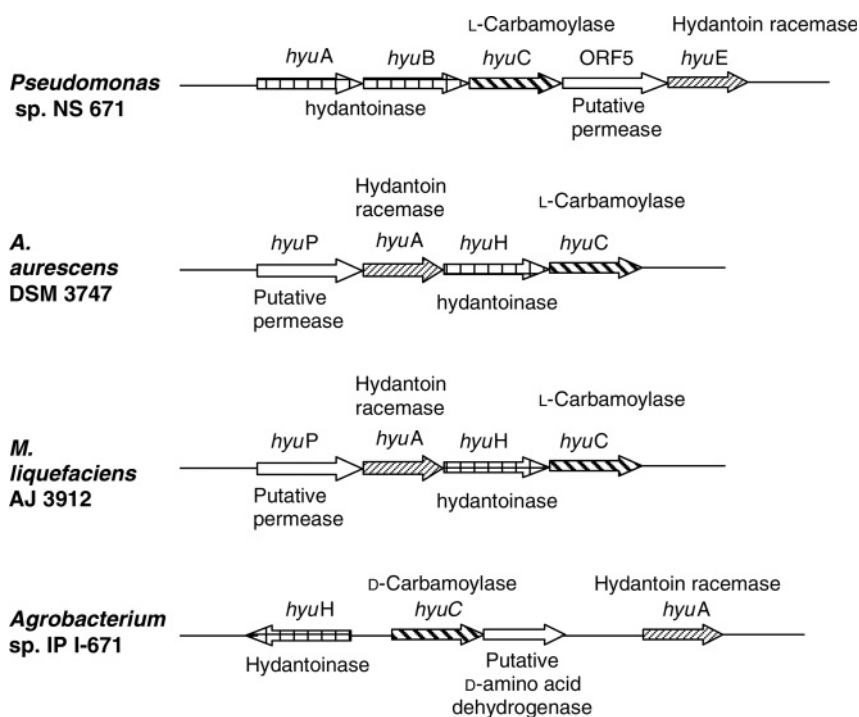 L-Carbamoylase Hydantoin racemase
hyuA hyuB hyuC ORF5 hyuE
Pseudomonas
sp. NS 671
hydantoinase Putative
permease
Hydantoin
racemase L-Carbamoylase
A.
aurescens
DSM 3747
hyuP hyuA hyuH hyuC
Putative
permease
hydantoinase
Hydantoin
racemase L-Carbamoylase
M.
liquefaciens
AJ 3912
hyuP hyuA hyuH hyuC
Putative
permease
hydantoinase
D-Carbamoylase Hydantoin racemase
Agrobacterium
sp. IP I-671
hyuH hyuC hyuA
Hydantoinase Putative
D-amino acid
dehydrogenase